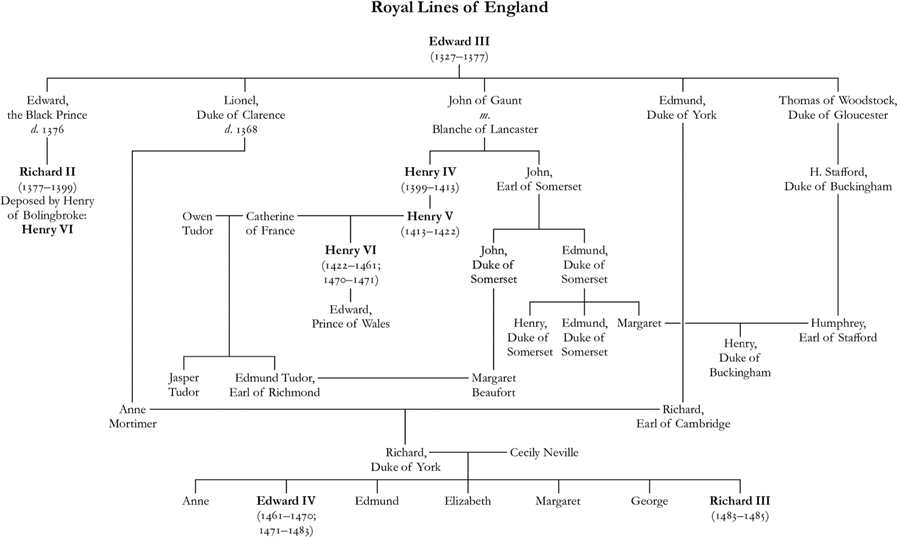 Royal Lines of England
Edward III
(1327–1377)
Edward,
the Black Prince
d. 1376
Lionel,
Duke of Clarence
d. 1368
John of Gaunt
m.
Blanche of Lancaster
Edmund,
Duke of York
Thomas of Woodstock,
Duke of Gloucester
Richard II
(1377–1399)
Deposed by Henry
of Bolingbroke:
Henry VI
Henry IV
(1399–1413)
John,
Earl of Somerset
H. Stafford,
Duke of Buckingham
Owen
Tudor
Catherine
of France
Henry V
(1413–1422)
Henry VI
(1422–1461;
1470–1471)
John,
Duke of
Somerset
Edmund,
Duke of
Somerset
Edward,
Prince of Wales
Henry,
Duke of
Somerset
Edmund,
Duke of
Somerset
Margaret
Henry,
Duke of
Buckingham
Humphrey,
Earl of Stafford
Jasper
Tudor
Edmund Tudor,
Earl of Richmond
Margaret
Beaufort
Anne
Mortimer
Richard,
Earl of Cambridge
Richard,
Duke of York
Cecily Neville
Anne
Edward IV
(1461–1470;
1471–1483)
Edmund
Elizabeth
Margaret
George
Richard III
(1483–1485)